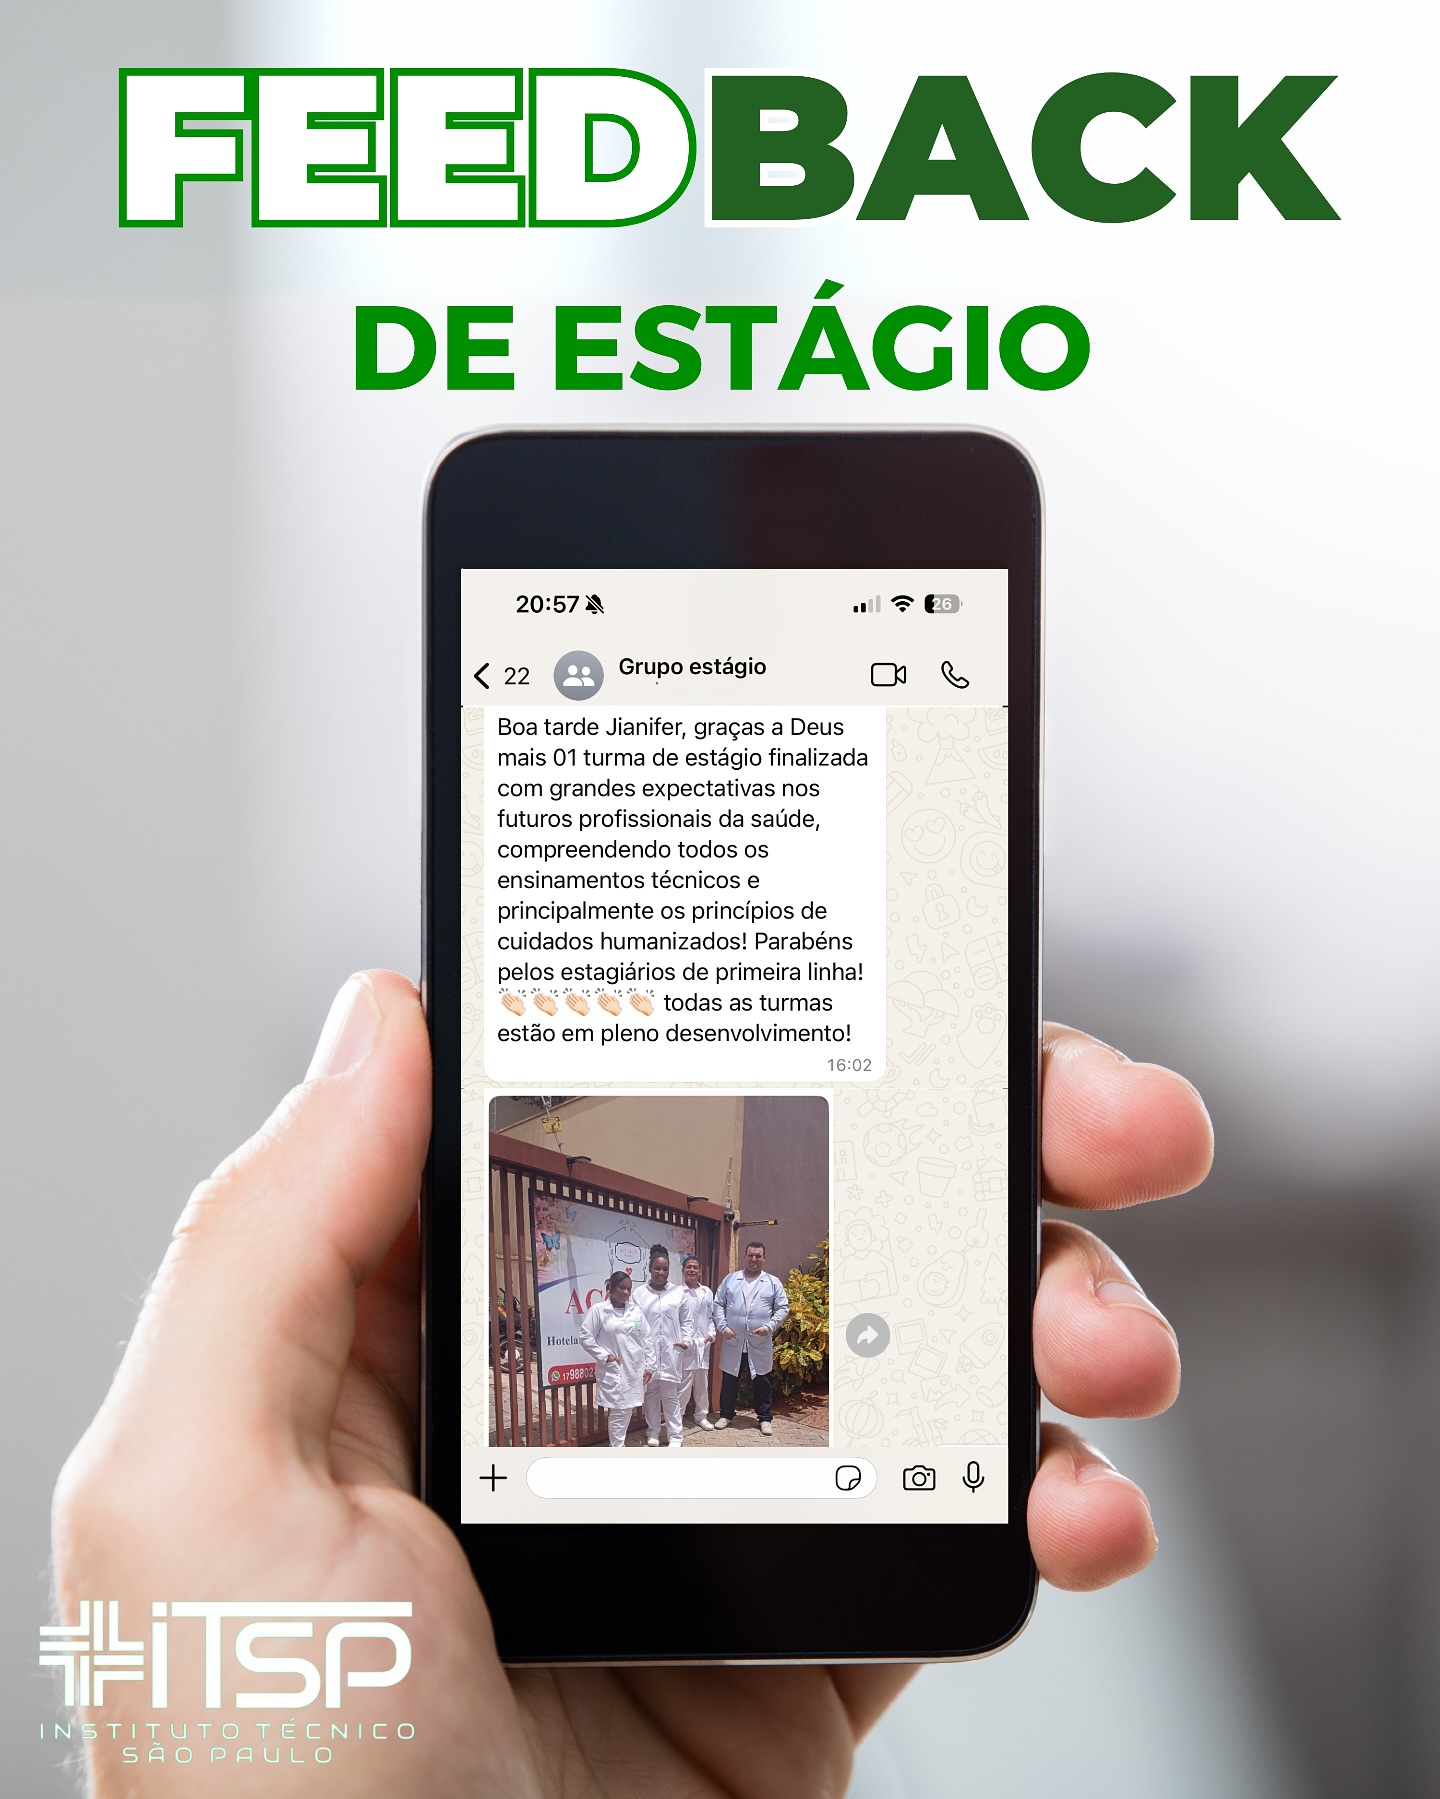 FEEDBACK
DE ESTÁGIO
20:57
26
22
Grupo estágio
Boa tarde Jianifer, graças a Deus
mais 01 turma de estágio finalizada
com grandes expectativas nos
futuros profissionais da saúde,
compreendendo todos os
ensinamentos técnicos e
principalmente os princípios de
cuidados humanizados! Parabéns
pelos estagiários de primeira linha!
👏🏻👏🏻👏🏻👏🏻👏🏻 todas as turmas
estão em pleno desenvolvimento!
16:02
iTSP
INSTITUTO TÉCNICO
SÃO PAULO